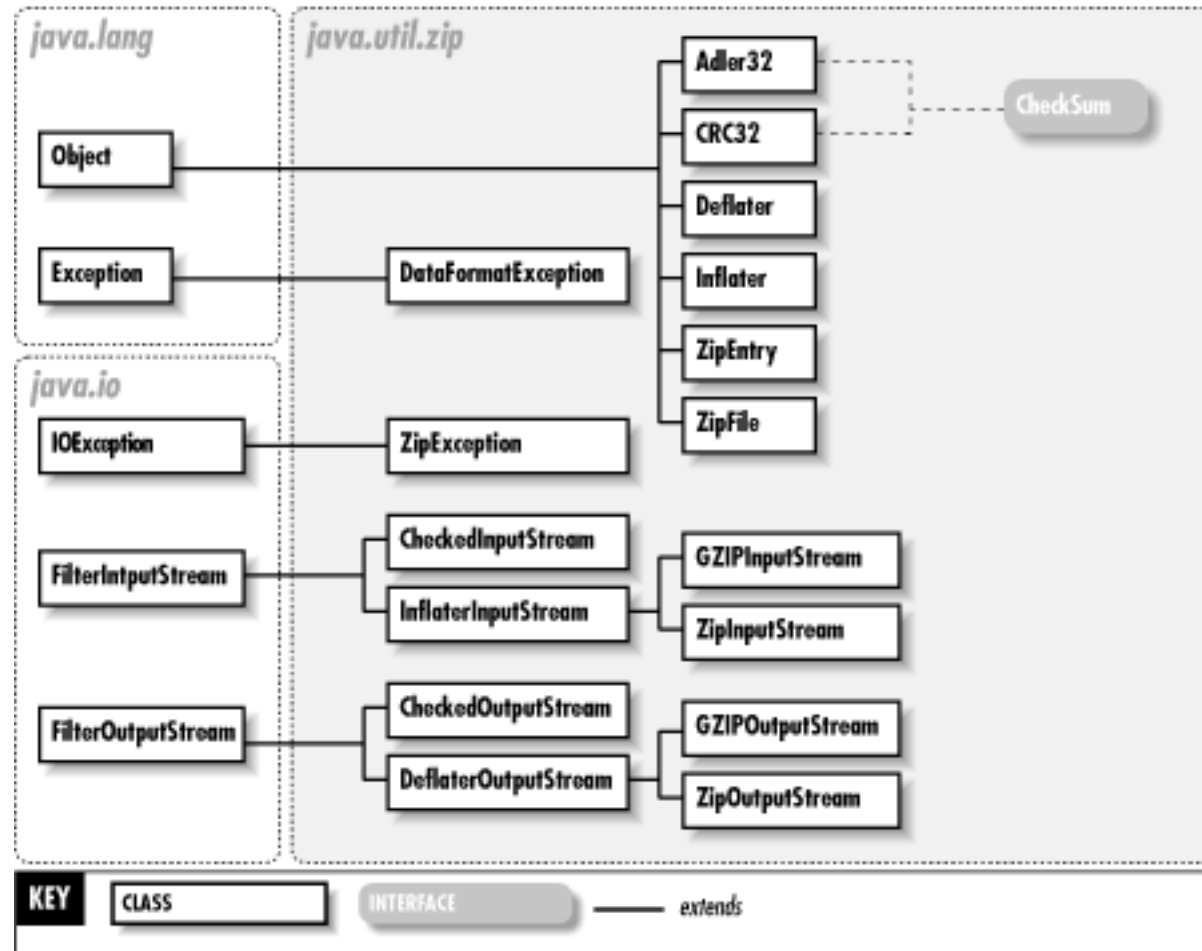 java.lang
Object
Exception
java.io
IOException
FilterIntputStream
FilterOutputStream
java.util.zip
Adler32
CRC32
Deflater
Inflater
ZipEntry
ZipFile
CheckSum
DataFormatException
ZipException
CheckedInputStream
InflaterInputStream
GZIPInputStream
ZipInputStream
CheckedOutputStream
DeflaterOutputStream
GZIPOutputStream
ZipOutputStream
KEY
CLASS
INTERFACE
extends